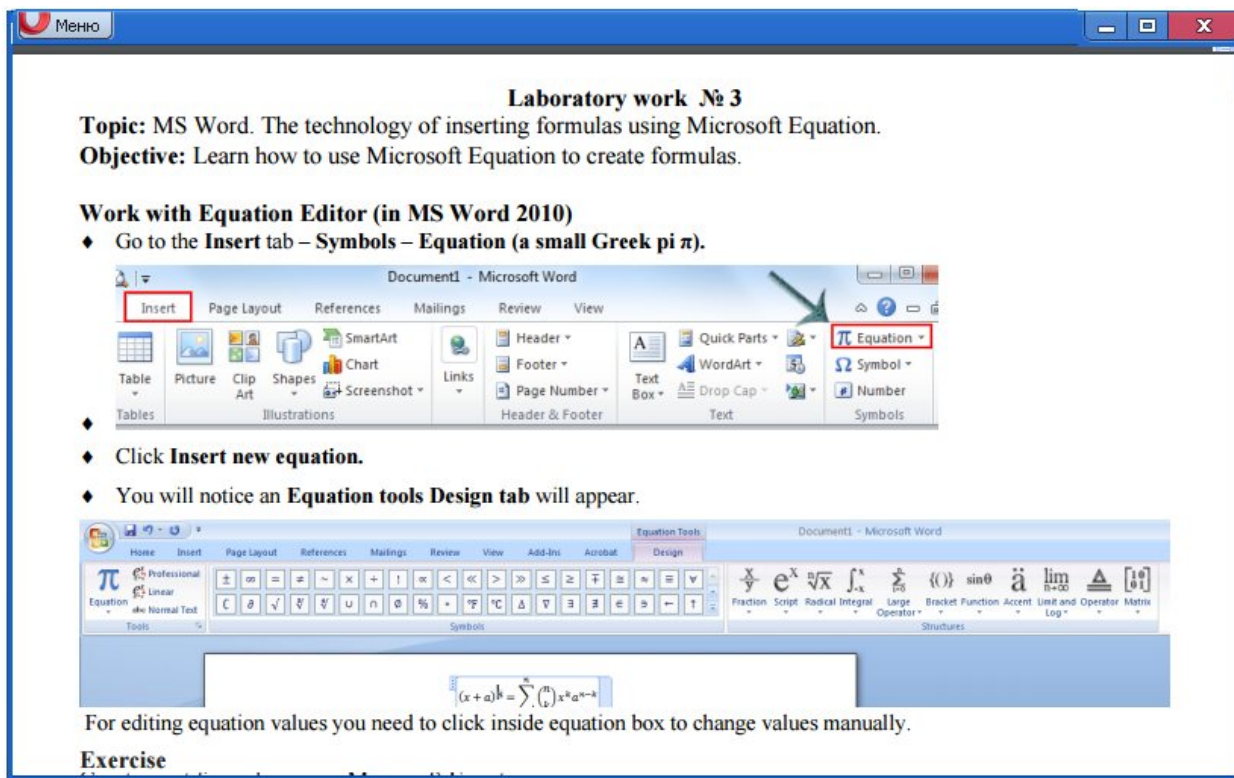 Меню
Laboratory work № 3
Topic: MS Word. The technology of inserting formulas using Microsoft Equation.
Objective: Learn how to use Microsoft Equation to create formulas.
Work with Equation Editor (in MS Word 2010)
♦ Go to the Insert tab – Symbols – Equation (a small Greek pi π).
Document1 - Microsoft Word
Insert Page Layout References Mailings Review View
SmartArt Header Quick Parts π Equation
Chart Footer WordArt Ω Symbol
Table Picture Clip Art Shapes Screenshot Links Page Number Text Box Drop Cap # Number
Tables Illustrations Header & Footer Text Symbols
♦
♦ Click Insert new equation.
♦ You will notice an Equation tools Design tab will appear.
Equation Tools Document1 - Microsoft Word
Home Insert Page Layout References Mailings Review View Add-Ins Acrobat Design
Professional
Linear
Equation abc Normal Text Fraction Script Radical Integral Large Operator Bracket Function Accent Limit and Log Operator Matrix
Tools Symbols Structures
For editing equation values you need to click inside equation box to change values manually.
Exercise